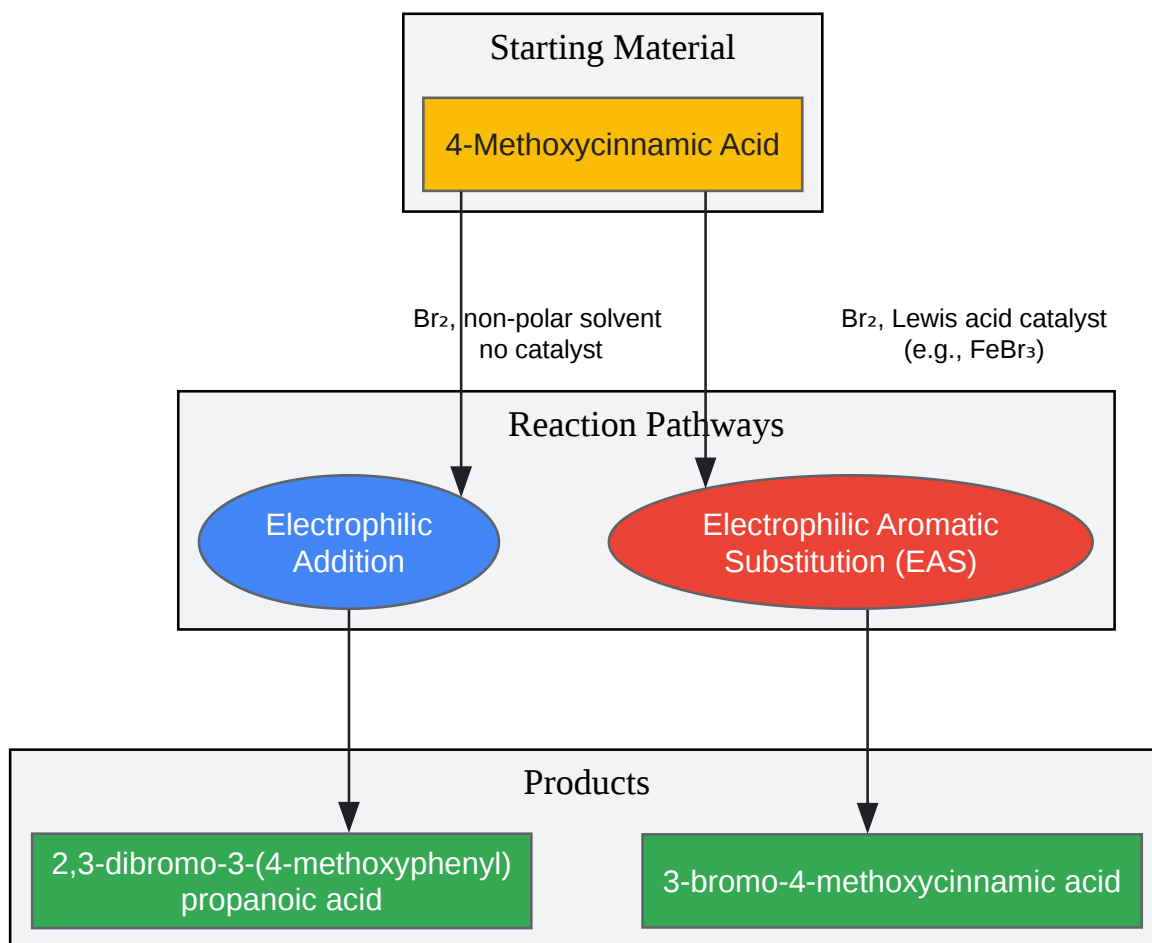 Starting Material
4-Methoxycinnamic Acid
Br₂, non-polar solvent
no catalyst
Br₂, Lewis acid catalyst
(e.g., FeBr₃)
Reaction Pathways
Electrophilic
Addition
Electrophilic Aromatic
Substitution (EAS)
Products
2,3-dibromo-3-(4-methoxyphenyl)
propanoic acid
3-bromo-4-methoxycinnamic acid